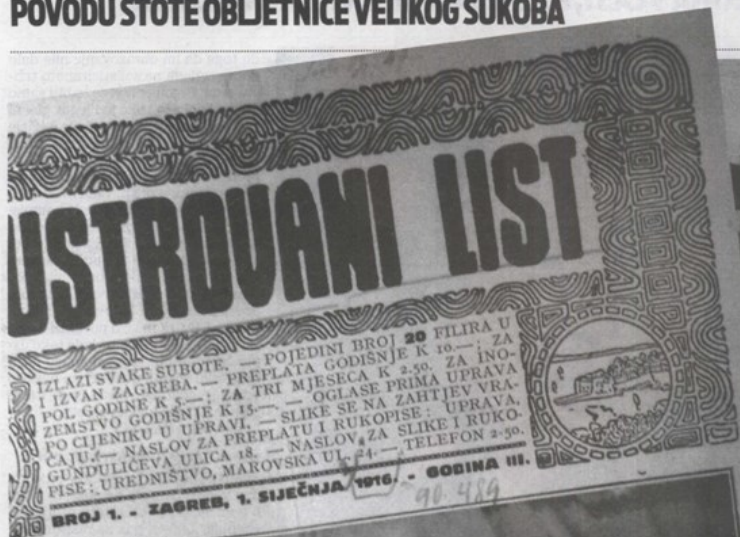 POVODU STOTE OBLJETNICE VELIKOG SUKOBA
USTROVANI LIST
IZLAZI SVAKE SUBOTE. — POJEDINI BROJ 20 FILIRA U
I IZVAN ZAGREBA. — PREPLATA GODIŠNJE K 10.—; ZA
POL GODINE K 5.—; ZA TRI MJESECA K 2.50. ZA INO-
ZEMSTVO GODIŠNJE K 15.— — OGLASE PRIMA UPRAVA
PO CIJENIKU U UPRAVI. — SLIKE SE NA ZAHTJEV VRA-
ĆAJU. — NASLOV ZA PREPLATU I RUKOPISE: UPRAVA,
GUNDULIĆEVA ULICA 18. — NASLOV ZA SLIKE I RUKO-
PISE: UREDNIŠTVO, MAROVSKA UL. 24. — TELEFON 2-50.
BROJ 1. - ZAGREB, 1. SIJEČNJA 1916. - GODINA III.
90.489